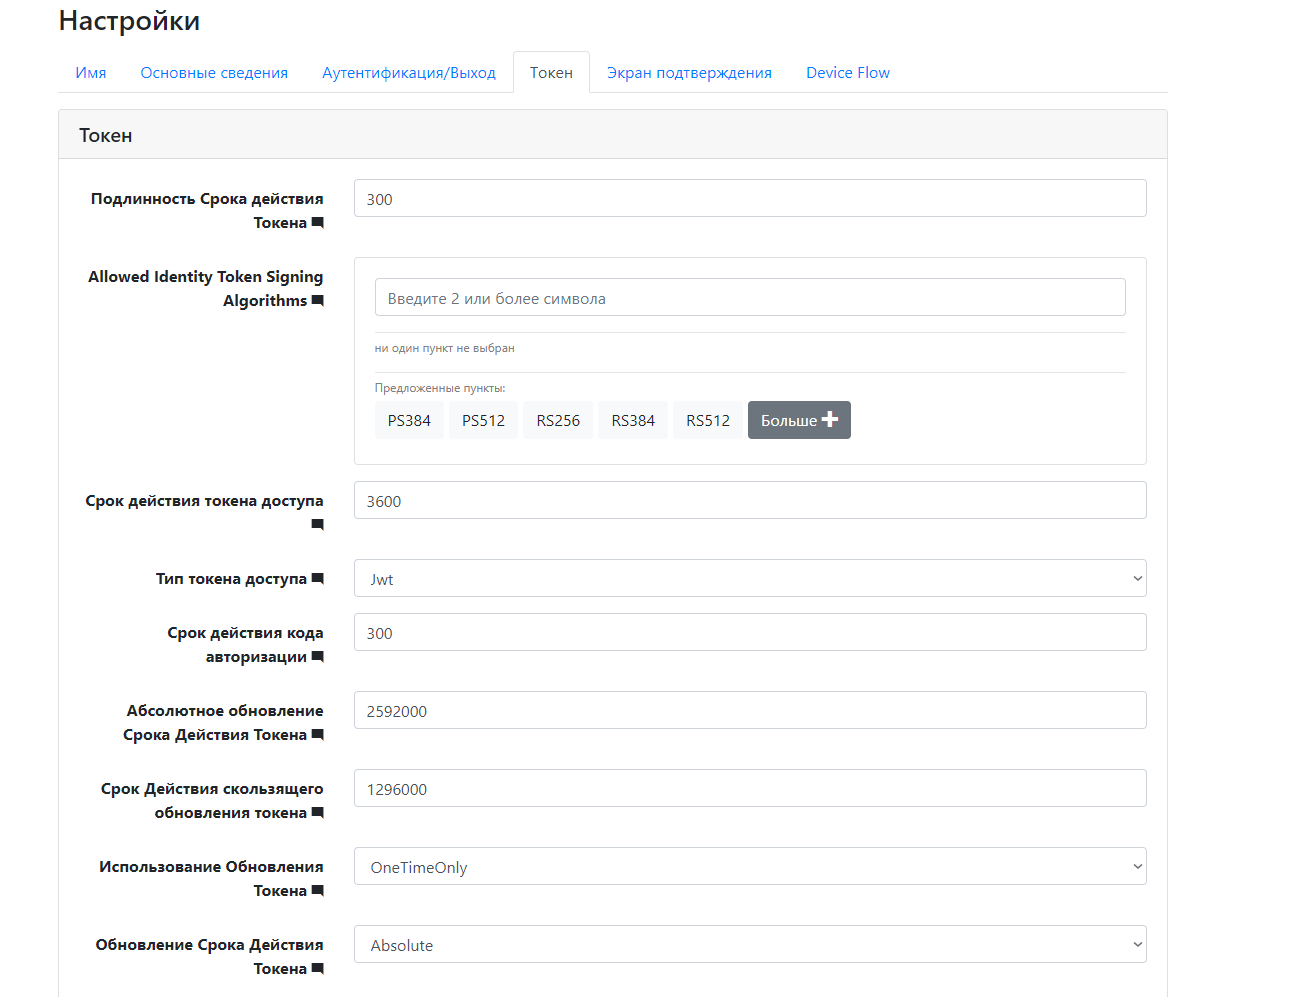 Настройки
Имя
Основные сведения
Аутентификация/Выход
Токен
Экран подтверждения
Device Flow
Токен
Подлинность Срока действия
Токена
300
Allowed Identity Token Signing
Algorithms
Введите 2 или более символа
ни один пункт не выбран
Предложенные пункты:
PS384
PS512
RS256
RS384
RS512
Больше
Срок действия токена доступа
3600
Тип токена доступа
Jwt
Срок действия кода
авторизации
300
Абсолютное обновление
Срока Действия Токена
2592000
Срок Действия скользящего
обновления токена
1296000
Использование Обновления
Токена
OneTimeOnly
Обновление Срока Действия
Токена
Absolute